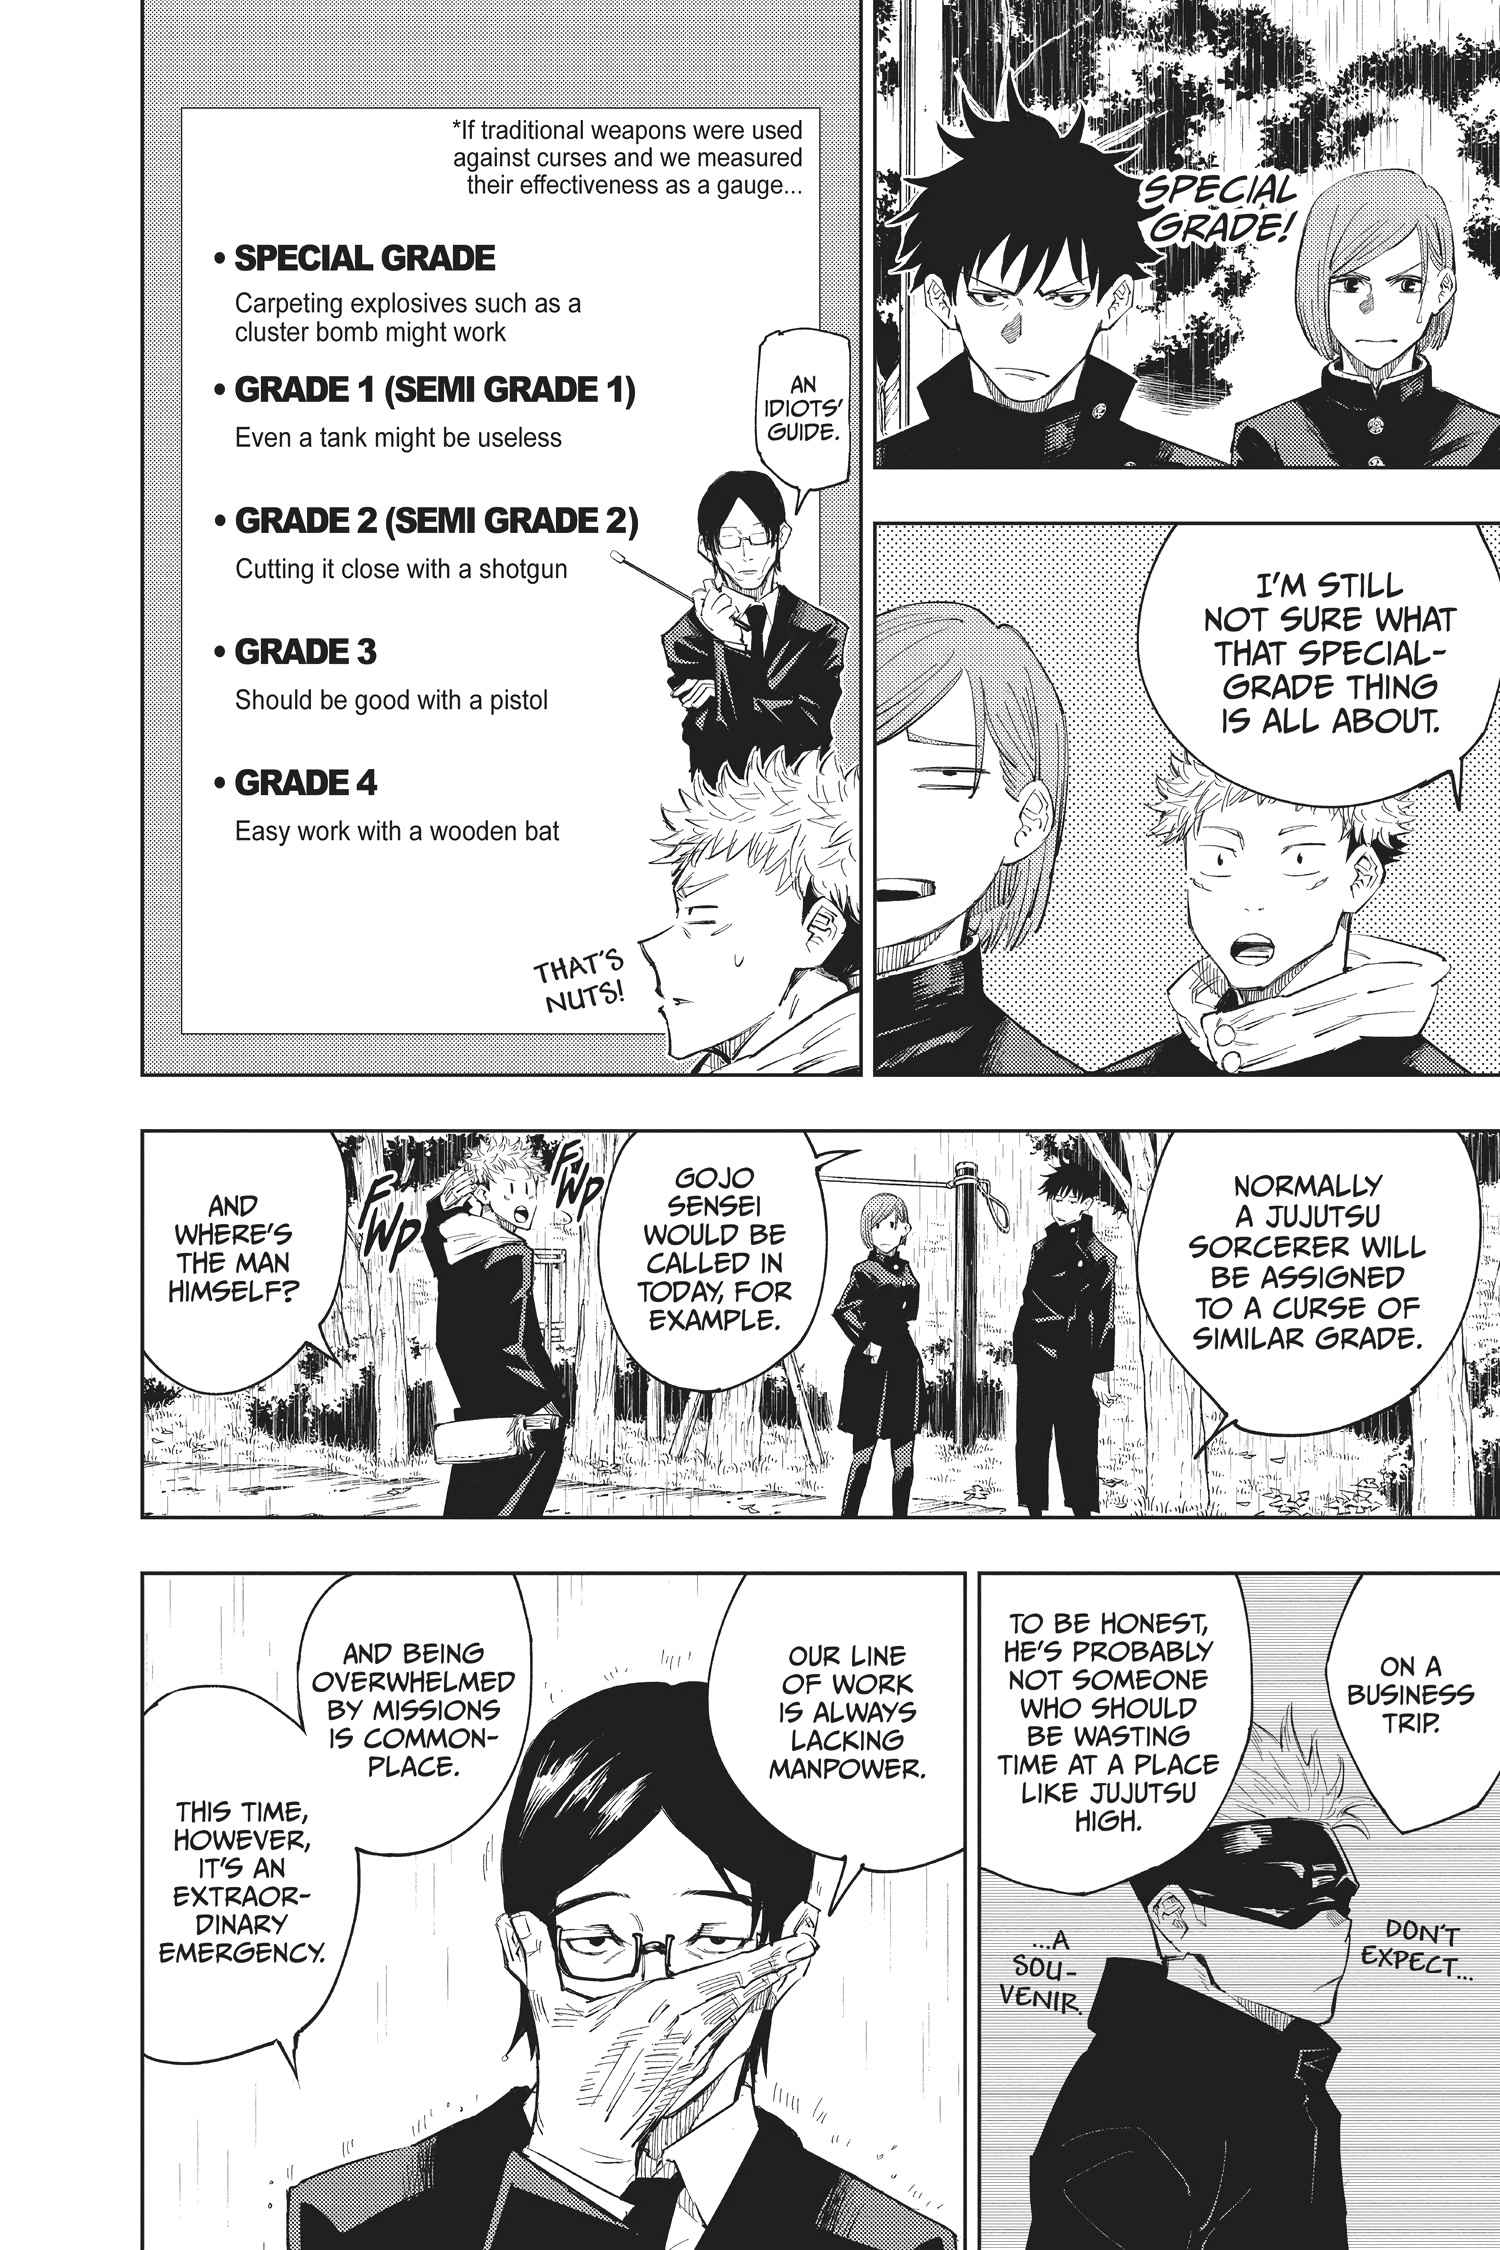 SPECIAL
GRADE!
I'M STILL
NOT SURE WHAT
THAT SPECIAL-
GRADE THING
IS ALL ABOUT.
*If traditional weapons were used
against curses and we measured
their effectiveness as a gauge...
• SPECIAL GRADE
Carpeting explosives such as a
cluster bomb might work
• GRADE 1 (SEMI GRADE 1)
Even a tank might be useless
• GRADE 2 (SEMI GRADE 2)
Cutting it close with a shotgun
• GRADE 3
Should be good with a pistol
• GRADE 4
Easy work with a wooden bat
AN
IDIOTS'
GUIDE.
THAT'S
NUTS!
NORMALLY
A JUJUTSU
SORCERER WILL
BE ASSIGNED
TO A CURSE OF
SIMILAR GRADE.
GOJO
SENSEI
WOULD BE
CALLED IN
TODAY, FOR
EXAMPLE.
FWP
FWP
AND
WHERE'S
THE MAN
HIMSELF?
ON A
BUSINESS
TRIP.
TO BE HONEST,
HE'S PROBABLY
NOT SOMEONE
WHO SHOULD
BE WASTING
TIME AT A PLACE
LIKE JUJUTSU
HIGH.
DON'T
EXPECT...
...A
SOU-
VENIR.
OUR LINE
OF WORK
IS ALWAYS
LACKING
MANPOWER.
AND BEING
OVERWHELMED
BY MISSIONS
IS COMMON-
PLACE.
THIS TIME,
HOWEVER,
IT'S AN
EXTRAOR-
DINARY
EMERGENCY.